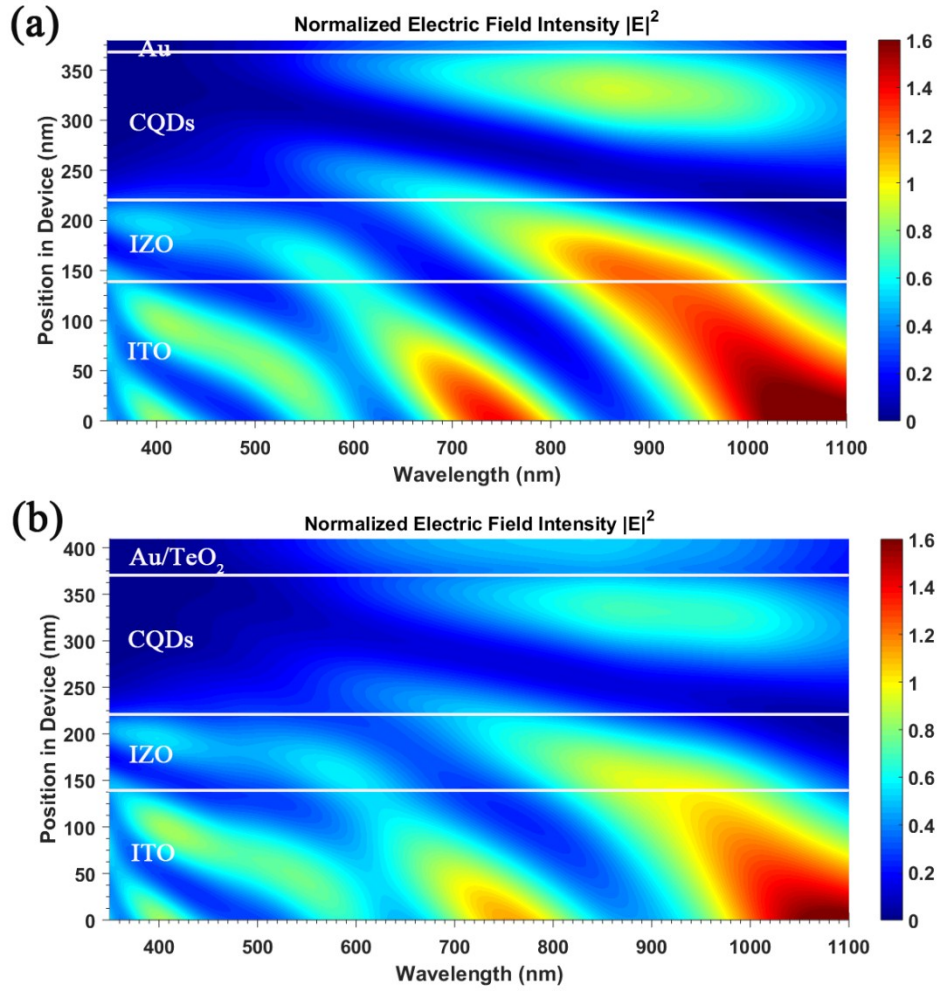 (a)
Normalized Electric Field Intensity |E|²
Au
CQDs
IZO
ITO
Position in Device (nm)
350
300
250
200
150
100
50
0
400 500 600 700 800 900 1000 1100
Wavelength (nm)
1.6
1.4
1.2
1
0.8
0.6
0.4
0.2
0
(b)
Normalized Electric Field Intensity |E|²
Au/TeO₂
CQDs
IZO
ITO
Position in Device (nm)
400
350
300
250
200
150
100
50
0
400 500 600 700 800 900 1000 1100
Wavelength (nm)
1.6
1.4
1.2
1
0.8
0.6
0.4
0.2
0